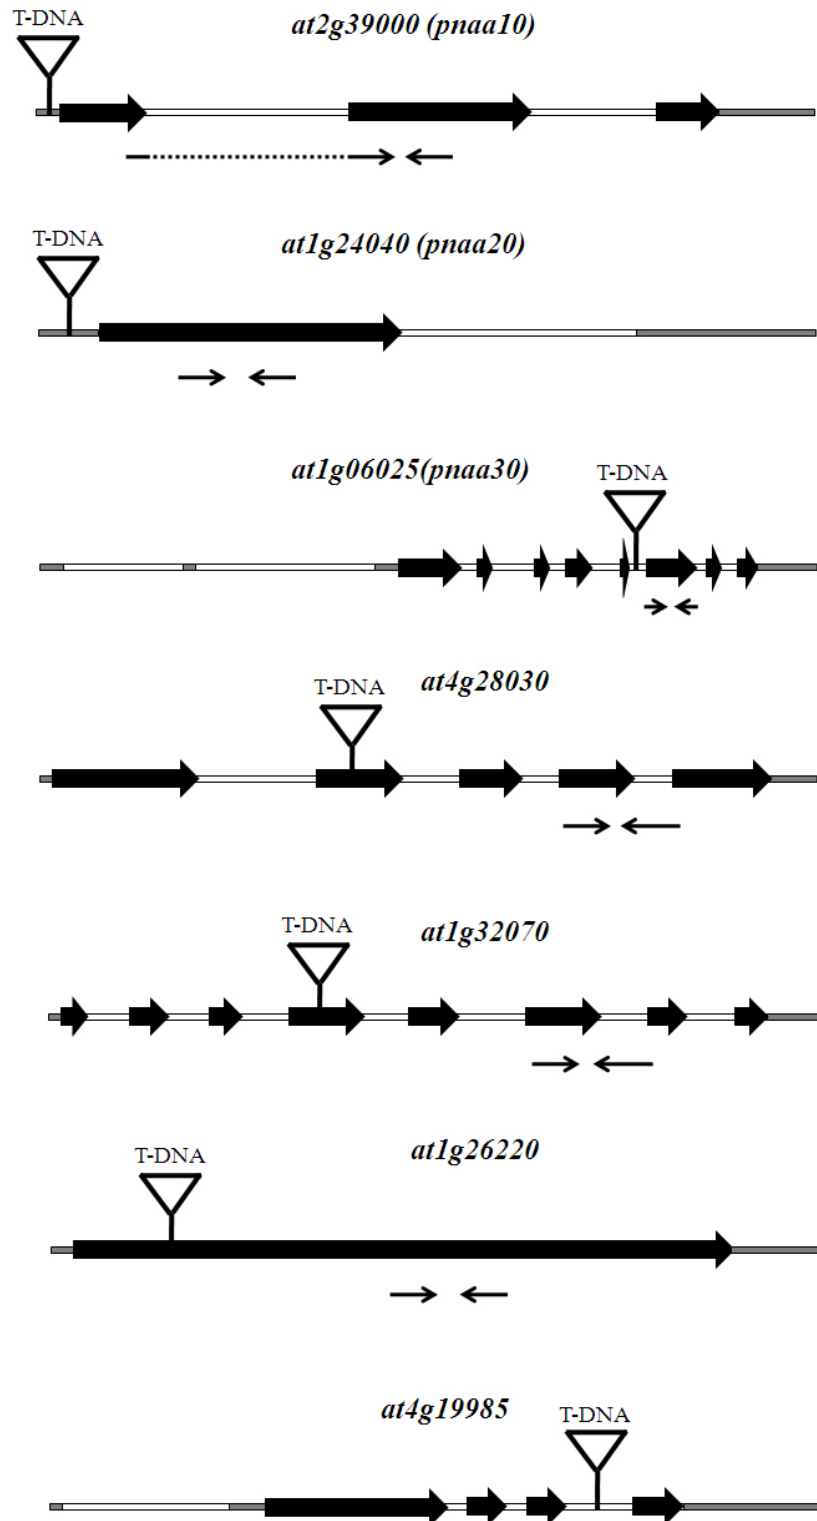 T-DNA
at2g39000 (pnaa10)
T-DNA
at1g24040 (pnaa20)
at1g06025(pnaa30)
T-DNA
T-DNA
at4g28030
T-DNA
at1g32070
T-DNA
at1g26220
at4g19985
T-DNA